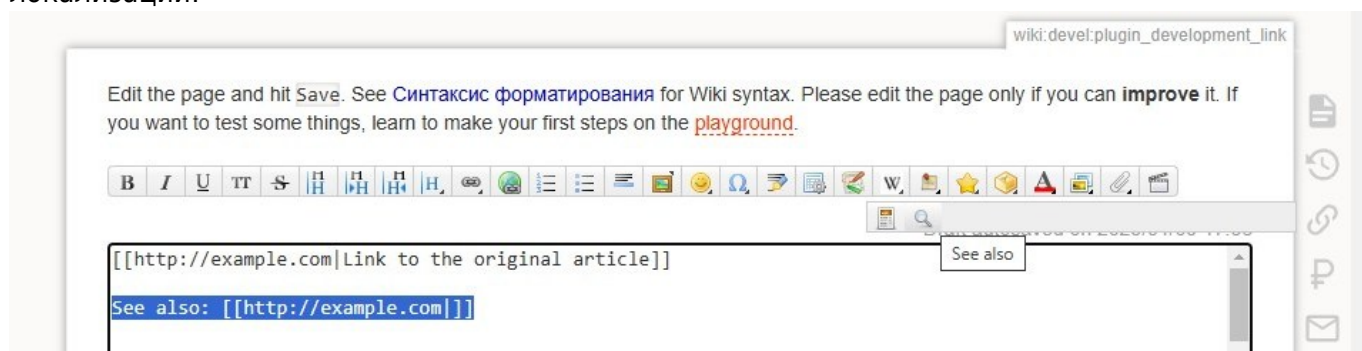 wiki:devel:plugin_development_link
Edit the page and hit Save. See Синтаксис форматирования for Wiki syntax. Please edit the page only if you can improve it. If
you want to test some things, learn to make your first steps on the playground.
B I U TT S H H H H, Ω, W, A
See also
[[http://example.com|Link to the original article]]
See also: [[http://example.com|]]